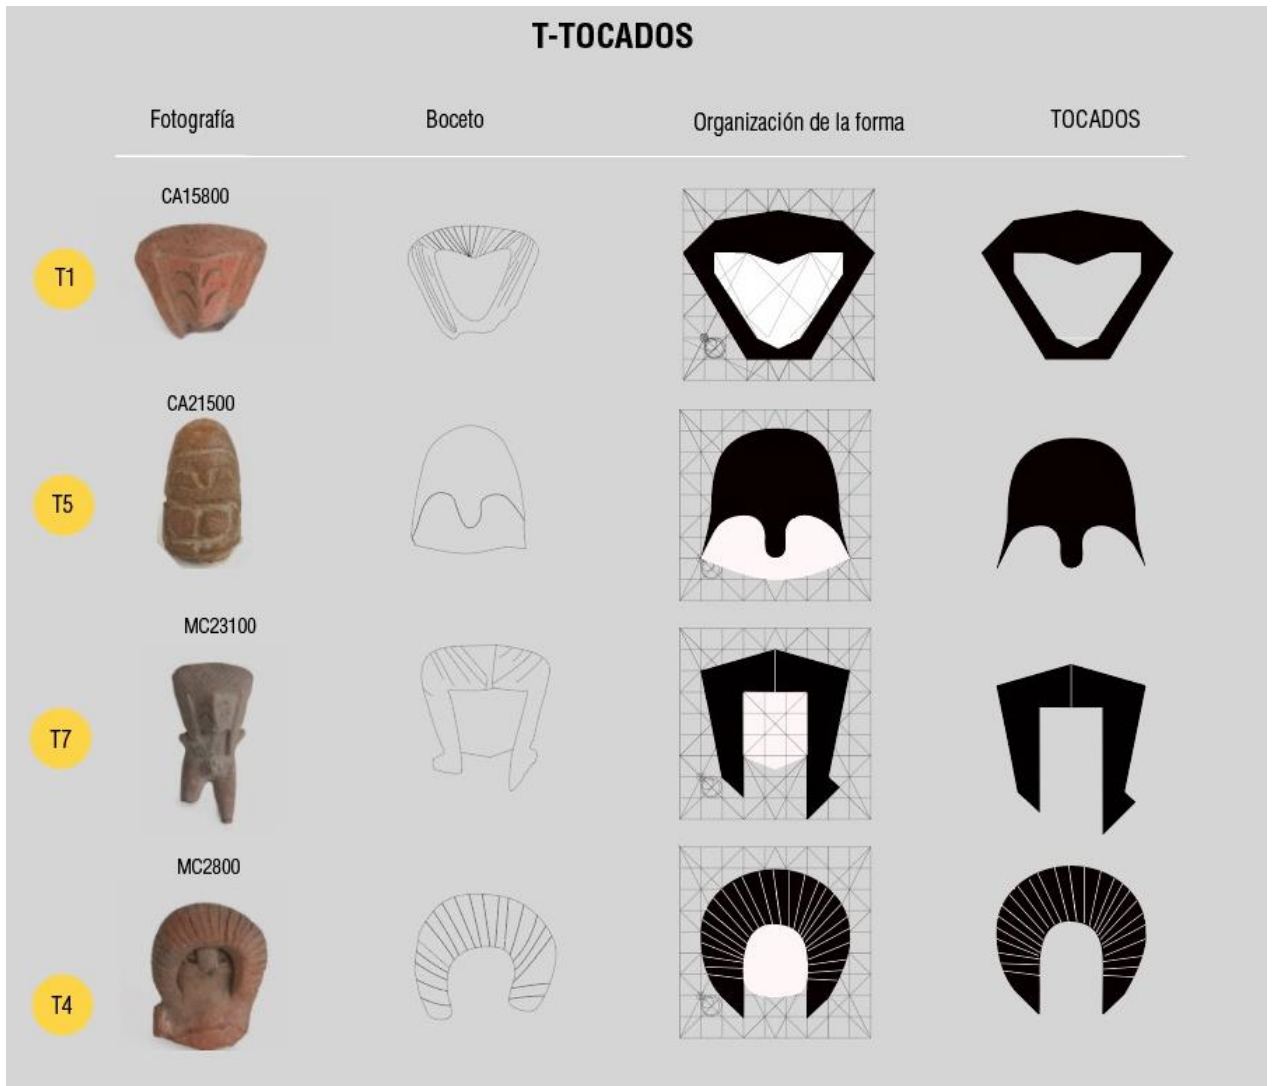 T-TOCADOS
Fotografía Boceto Organización de la forma TOCADOS
CA15800
T1
CA21500
T5
MC23100
T7
MC2800
T4